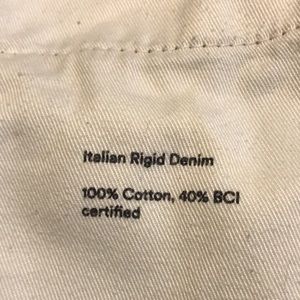 Italian Rigid Denim
100% Cotton, 40% BCI
certified